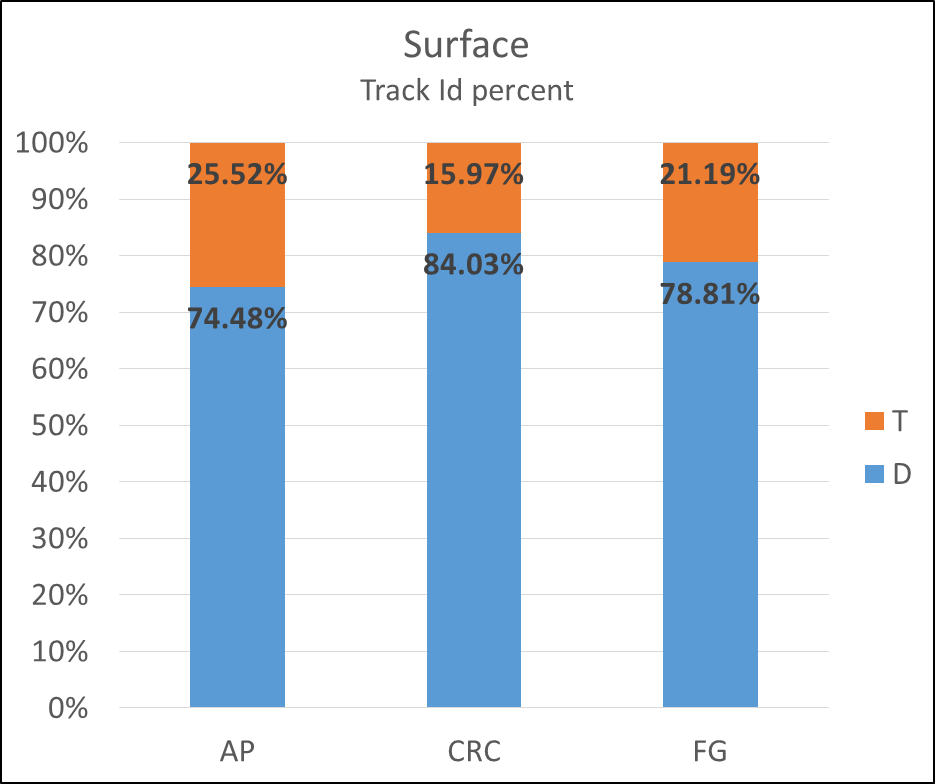 Surface
Track Id percent
100%
90%
80%
70%
60%
50%
40%
30%
20%
10%
0%
25.52%
15.97%
21.19%
74.48%
84.03%
78.81%
T
D
AP
CRC
FG